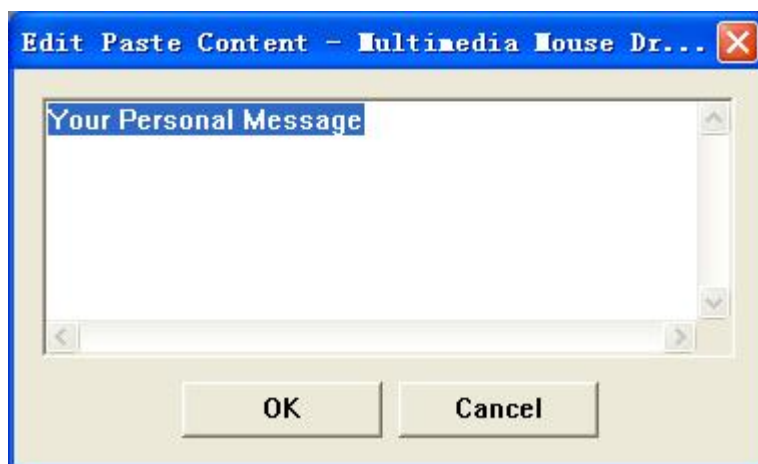 Edit Paste Content - Multimedia Mouse Dr...
Your Personal Message
OK
Cancel